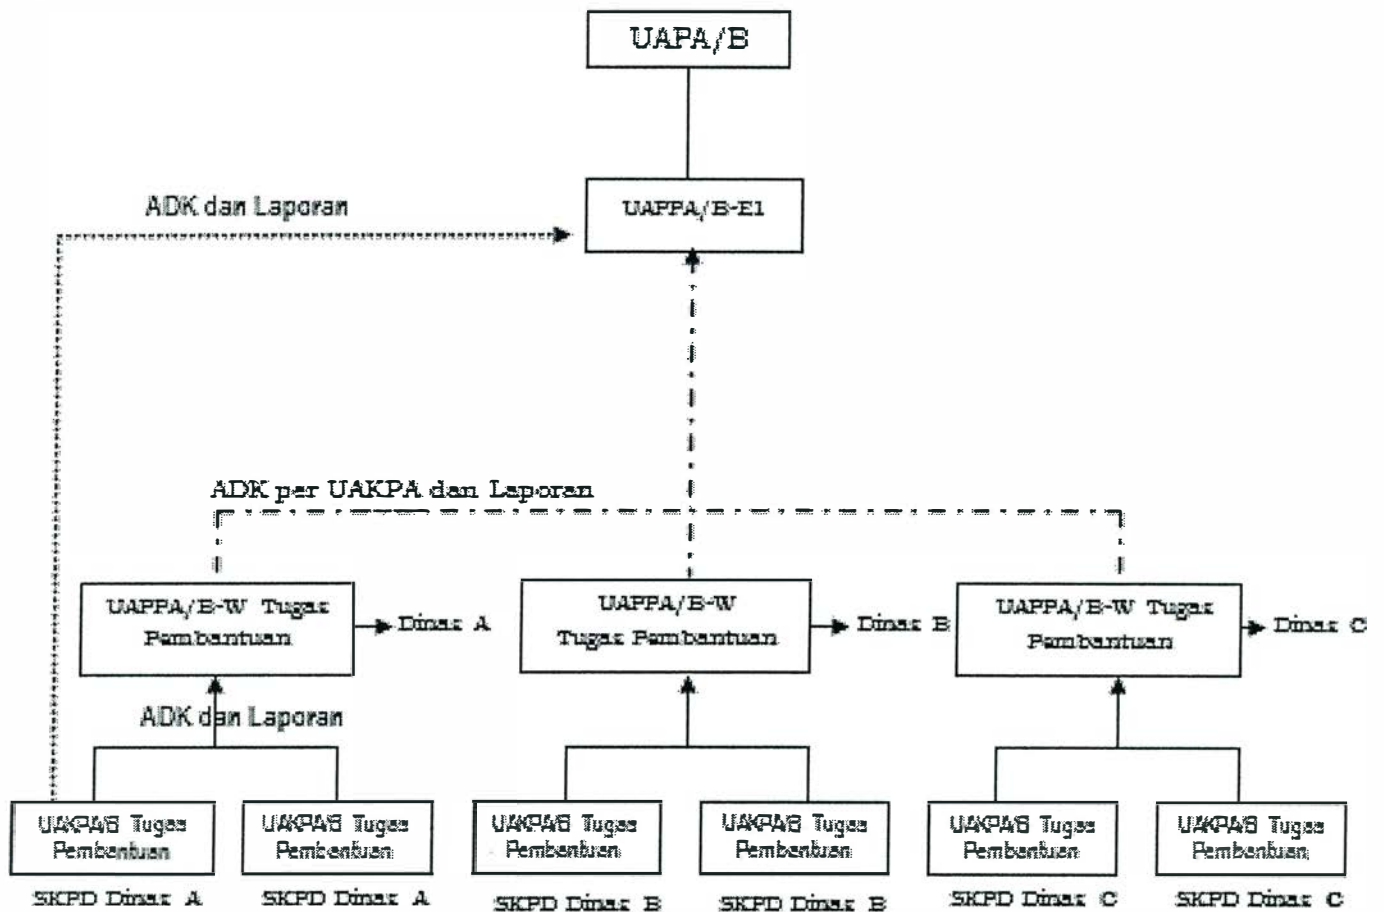 UAPA/B
UAPPA/B-E1
ADK dan Laporan
ADK per UAKPA dan Laporan
UAPPA/B-W Tugas
Pembantuan
Dinas A
UAPPA/B-W
Tugas Pembantuan
Dinas B
UAPPA/B-W Tugas
Pembantuan
Dinas C
ADK dan Laporan
UAKPA/B Tugas
Pembantuan
UAKPA/B Tugas
Pembantuan
UAKPA/B Tugas
Pembantuan
UAKPA/B Tugas
Pembantuan
UAKPA/B Tugas
Pembantuan
UAKPA/B Tugas
Pembantuan
SKPD Dinas A
SKPD Dinas A
SKPD Dinas B
SKPD Dinas B
SKPD Dinas C
SKPD Dinas C